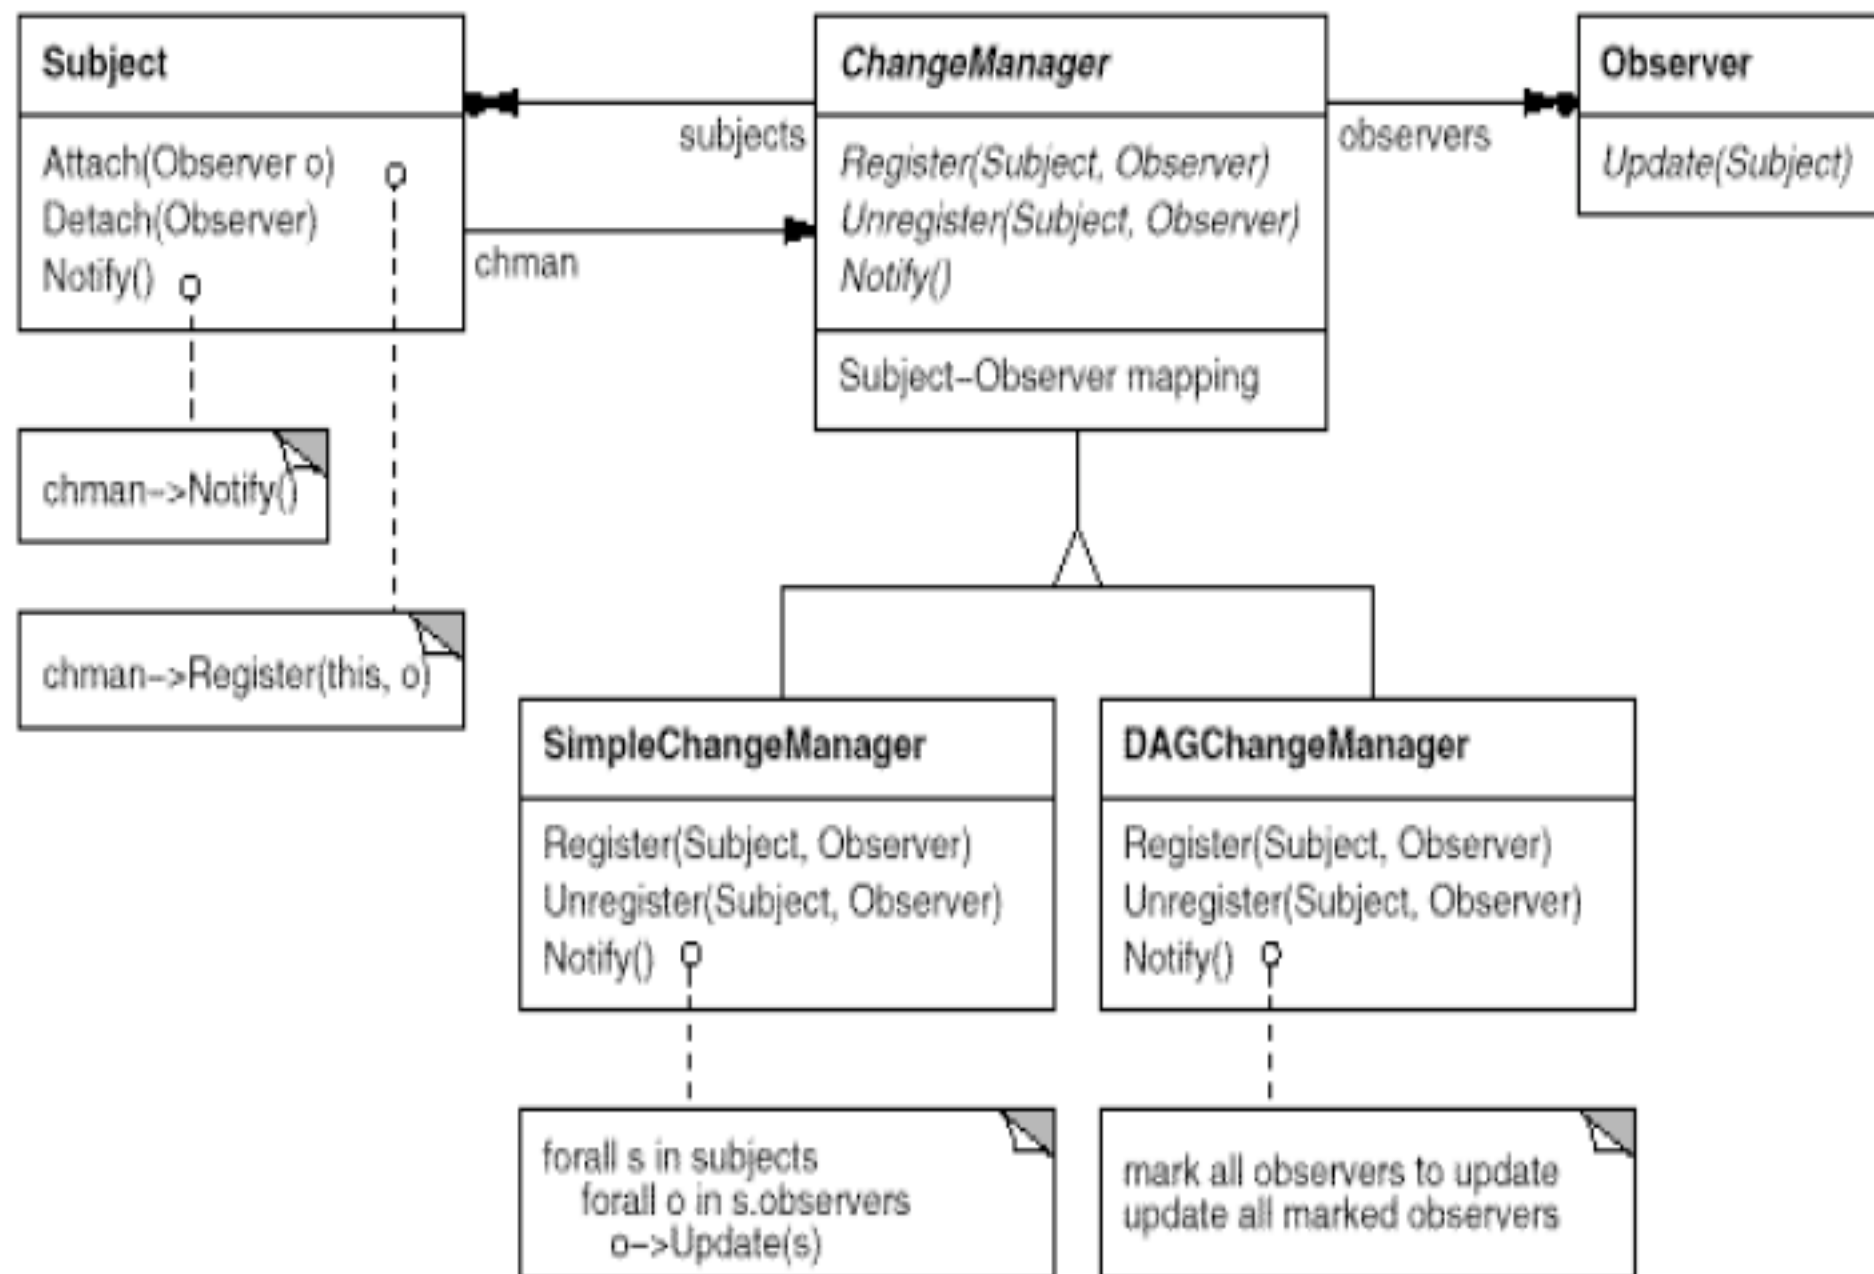 Subject
Attach(Observer o)
Detach(Observer)
Notify()
subjects
chman
ChangeManager
Register(Subject, Observer)
Unregister(Subject, Observer)
Notify()
Subject–Observer mapping
observers
Observer
Update(Subject)
chman–>Notify()
chman–>Register(this, o)
SimpleChangeManager
Register(Subject, Observer)
Unregister(Subject, Observer)
Notify()
DAGChangeManager
Register(Subject, Observer)
Unregister(Subject, Observer)
Notify()
forall s in subjects
forall o in s.observers
o–>Update(s)
mark all observers to update
update all marked observers